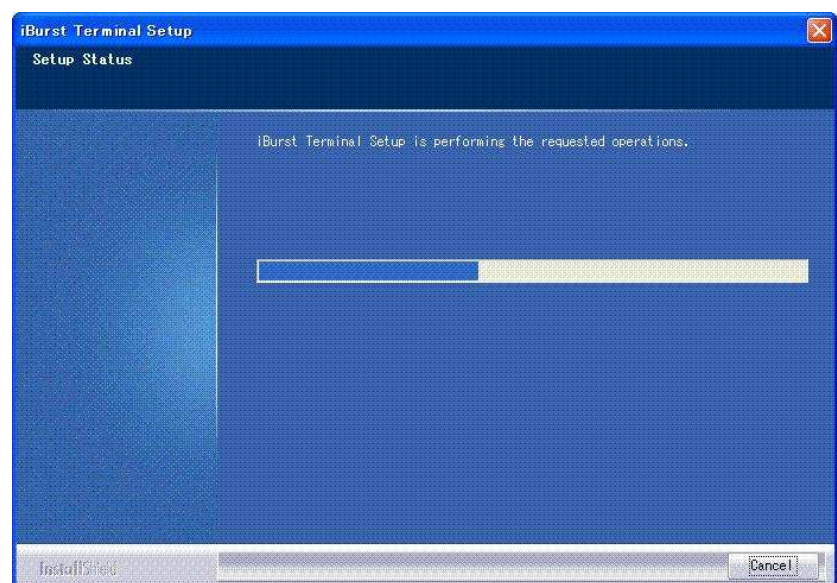 iBurst Terminal Setup
Setup Status
iBurst Terminal Setup is performing the requested operations.
InstallShield
Cancel